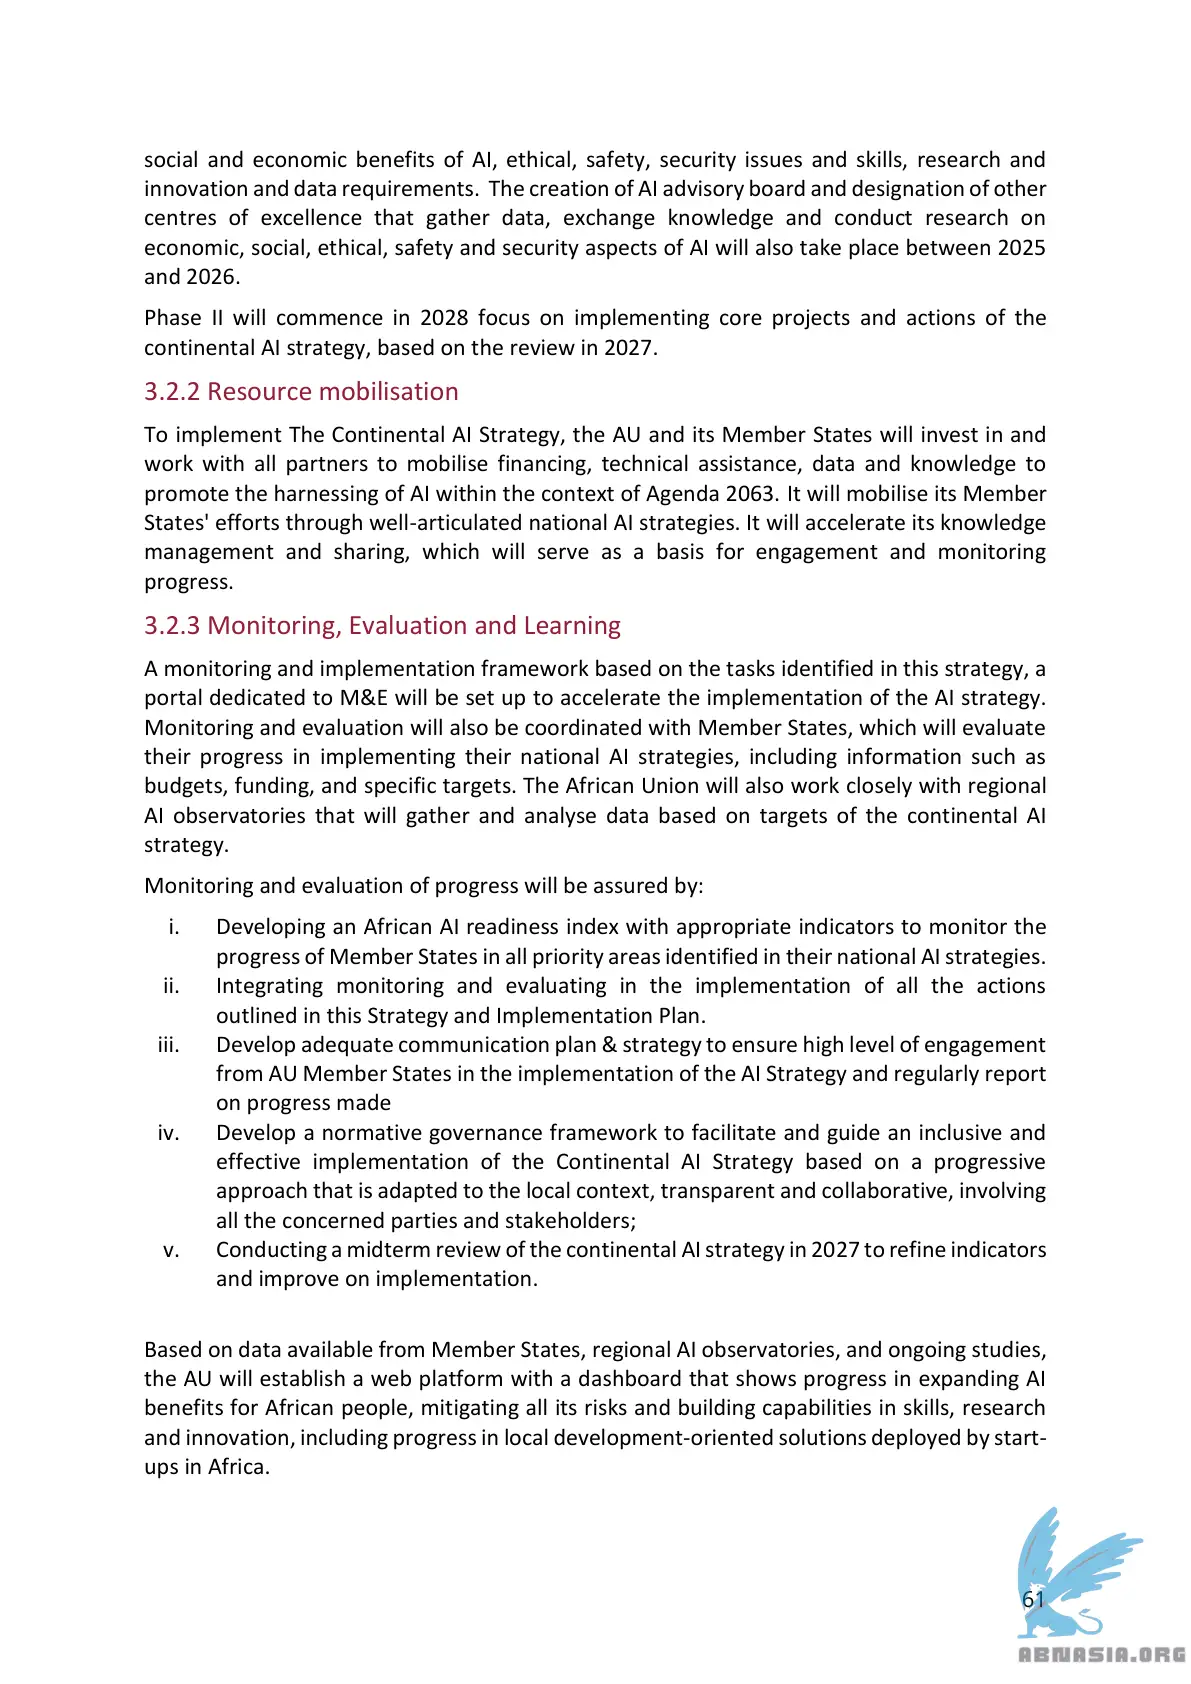 social and economic benefits of AI, ethical, safety, security issues and skills, research and
innovation and data requirements.  The creation of AI advisory board and designation of other
centres of excellence that gather data, exchange knowledge and conduct research on
economic, social, ethical, safety and security aspects of AI will also take place between 2025
and 2026.
Phase II will commence in 2028 focus on implementing core projects and actions of the
continental AI strategy, based on the review in 2027.
3.2.2 Resource mobilisation
To implement The Continental AI Strategy, the AU and its Member States will invest in and
work with all partners to mobilise financing, technical assistance, data and knowledge to
promote the harnessing of AI within the context of Agenda 2063. It will mobilise its Member
States' efforts through well-articulated national AI strategies. It will accelerate its knowledge
management and sharing, which will serve as a basis for engagement and monitoring
progress.
3.2.3 Monitoring, Evaluation and Learning
A monitoring and implementation framework based on the tasks identified in this strategy, a
portal dedicated to M&E will be set up to accelerate the implementation of the AI strategy.
Monitoring and evaluation will also be coordinated with Member States, which will evaluate
their progress in implementing their national AI strategies, including information such as
budgets, funding, and specific targets. The African Union will also work closely with regional
AI observatories that will gather and analyse data based on targets of the continental AI
strategy.
Monitoring and evaluation of progress will be assured by:
i. Developing an African AI readiness index with appropriate indicators to monitor the
progress of Member States in all priority areas identified in their national AI strategies.
ii. Integrating monitoring and evaluating in the implementation of all the actions
outlined in this Strategy and Implementation Plan.
iii. Develop adequate communication plan & strategy to ensure high level of engagement
from AU Member States in the implementation of the AI Strategy and regularly report
on progress made
iv. Develop a normative governance framework to facilitate and guide an inclusive and
effective implementation of the Continental AI Strategy based on a progressive
approach that is adapted to the local context, transparent and collaborative, involving
all the concerned parties and stakeholders;
v. Conducting a midterm review of the continental AI strategy in 2027 to refine indicators
and improve on implementation.
Based on data available from Member States, regional AI observatories, and ongoing studies,
the AU will establish a web platform with a dashboard that shows progress in expanding AI
benefits for African people, mitigating all its risks and building capabilities in skills, research
and innovation, including progress in local development-oriented solutions deployed by start-
ups in Africa.
61
ABNASIA.ORG